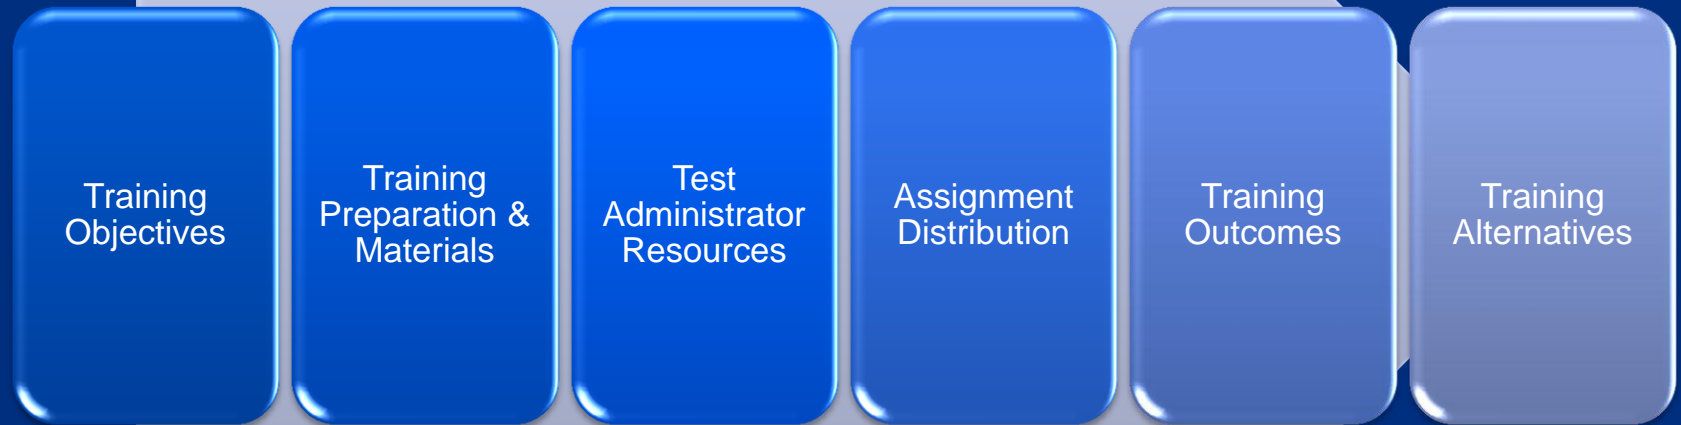 Training
Objectives
Training
Preparation &
Materials
Test
Administrator
Resources
Assignment
Distribution
Training
Outcomes
Training
Alternatives